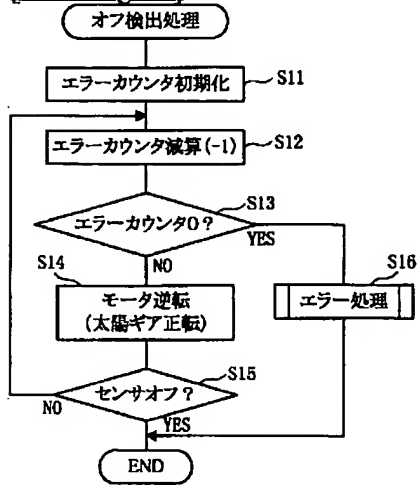 オフ検出処理
エラーカウンタ初期化
S11
エラーカウンタ減算(-1)
S12
S13
エラーカウンタ0?
YES
NO
S14
モータ逆転
(太陽ギア正転)
S16
エラー処理
S15
センサオフ?
NO
YES
END